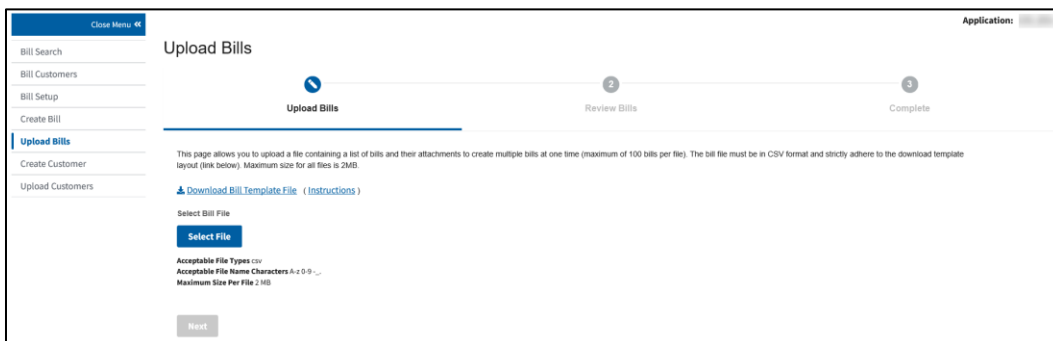 Close Menu «
Application:
Bill Search
Bill Customers
Bill Setup
Create Bill
Upload Bills
Create Customer
Upload Customers
Upload Bills
2
3
Upload Bills
Review Bills
Complete
This page allows you to upload a file containing a list of bills and their attachments to create multiple bills at one time (maximum of 100 bills per file). The bill file must be in CSV format and strictly adhere to the download template
layout (link below). Maximum size for all files is 2MB.
Download Bill Template File ( Instructions )
Select Bill File
Select File
Acceptable File Types csv
Acceptable File Name Characters A-z 0-9 -_.
Maximum Size Per File 2 MB
Next